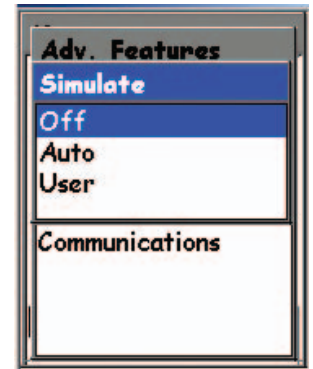 Adv. Features
Simulate
Off
Auto
User
Communications